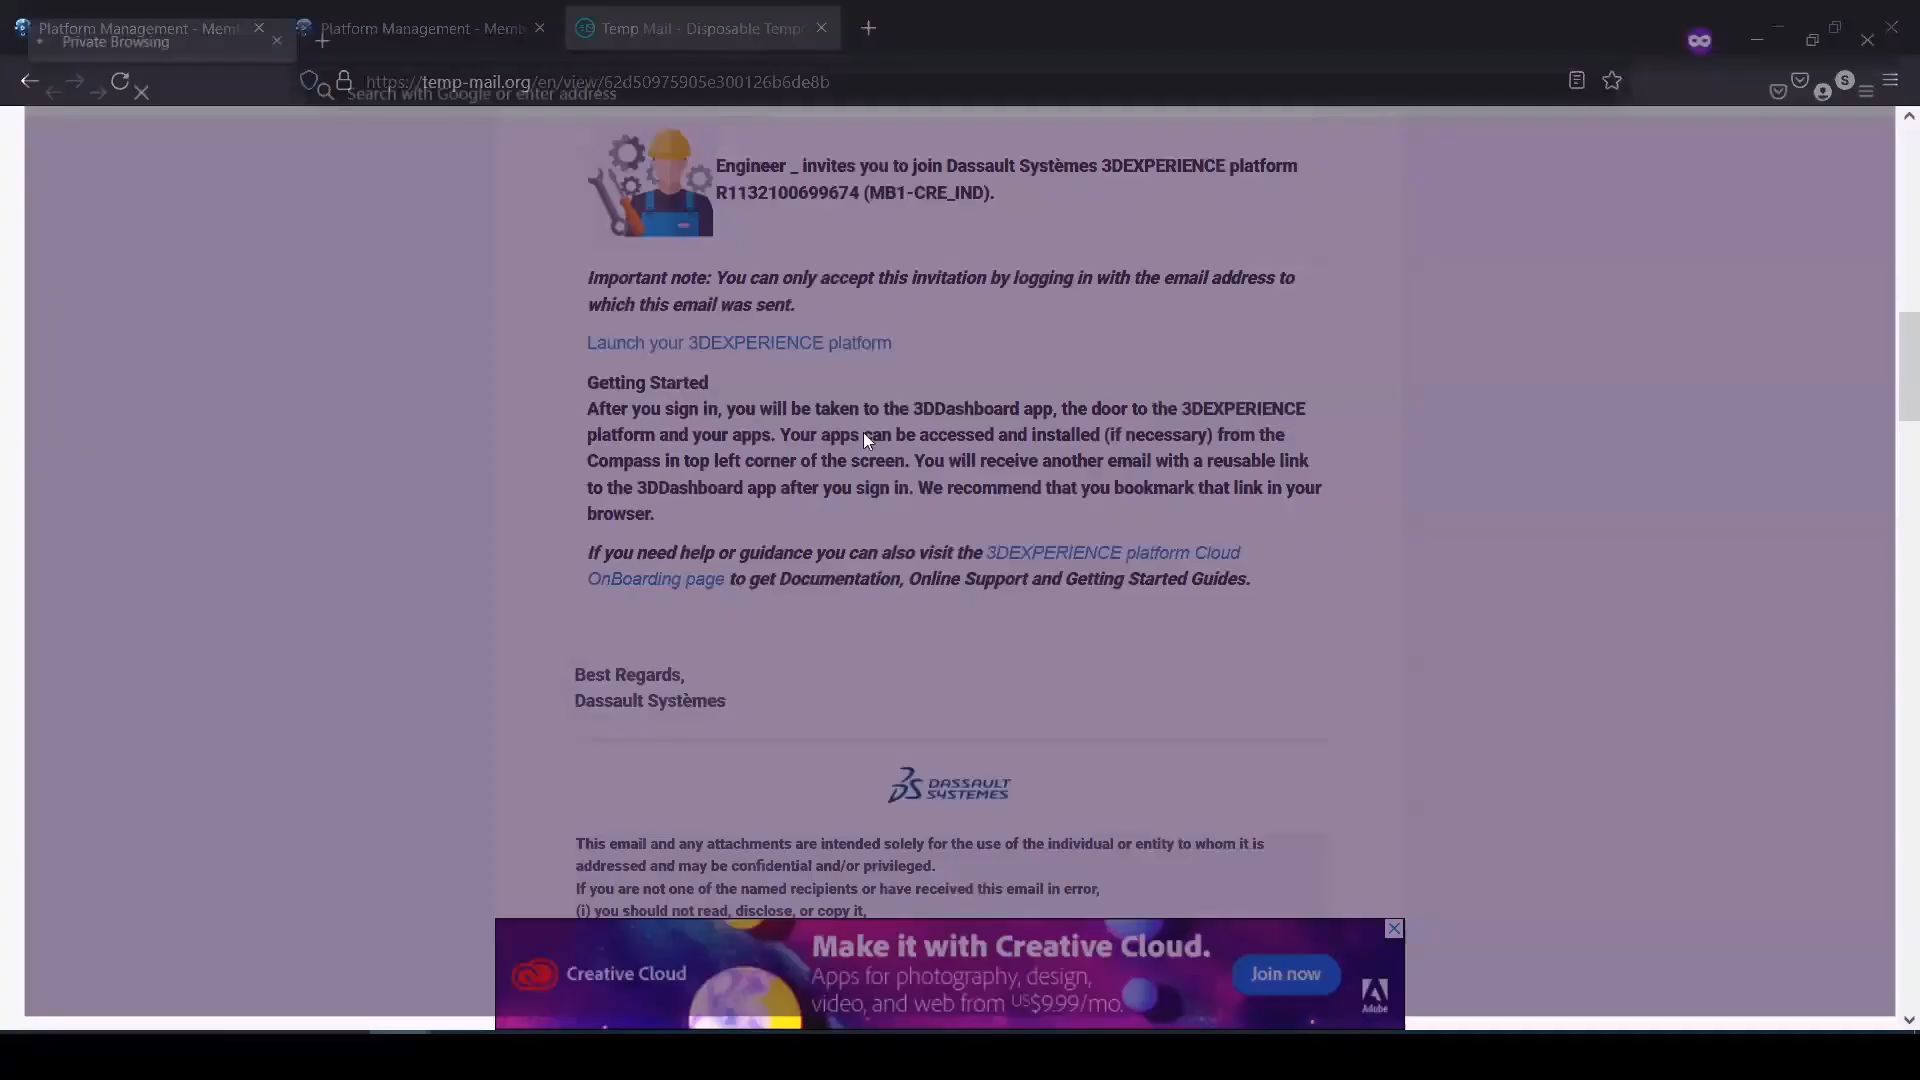 Platform Management - Memb
Platform Management - Memb
Temp Mail - Disposable Tempo
Private Browsing
https://temp-mail.org/en/view/62d50975905e300126b6de8b
Search with Google or enter address
S
Engineer _ invites you to join Dassault Systèmes 3DEXPERIENCE platform
R1132100699674 (MB1-CRE_IND).
Important note: You can only accept this invitation by logging in with the email address to
which this email was sent.
Launch your 3DEXPERIENCE platform
Getting Started
After you sign in, you will be taken to the 3DDashboard app, the door to the 3DEXPERIENCE
platform and your apps. Your apps can be accessed and installed (if necessary) from the
Compass in top left corner of the screen. You will receive another email with a reusable link
to the 3DDashboard app after you sign in. We recommend that you bookmark that link in your
browser.
If you need help or guidance you can also visit the 3DEXPERIENCE platform Cloud
OnBoarding page to get Documentation, Online Support and Getting Started Guides.
Best Regards,
Dassault Systèmes
DASSAULT
SYSTEMES
This email and any attachments are intended solely for the use of the individual or entity to whom it is
addressed and may be confidential and/or privileged.
If you are not one of the named recipients or have received this email in error,
(i) you should not read, disclose, or copy it,
Creative Cloud
Make it with Creative Cloud.
Apps for photography, design,
video, and web from US$9.99/mo.
Join now
Adobe